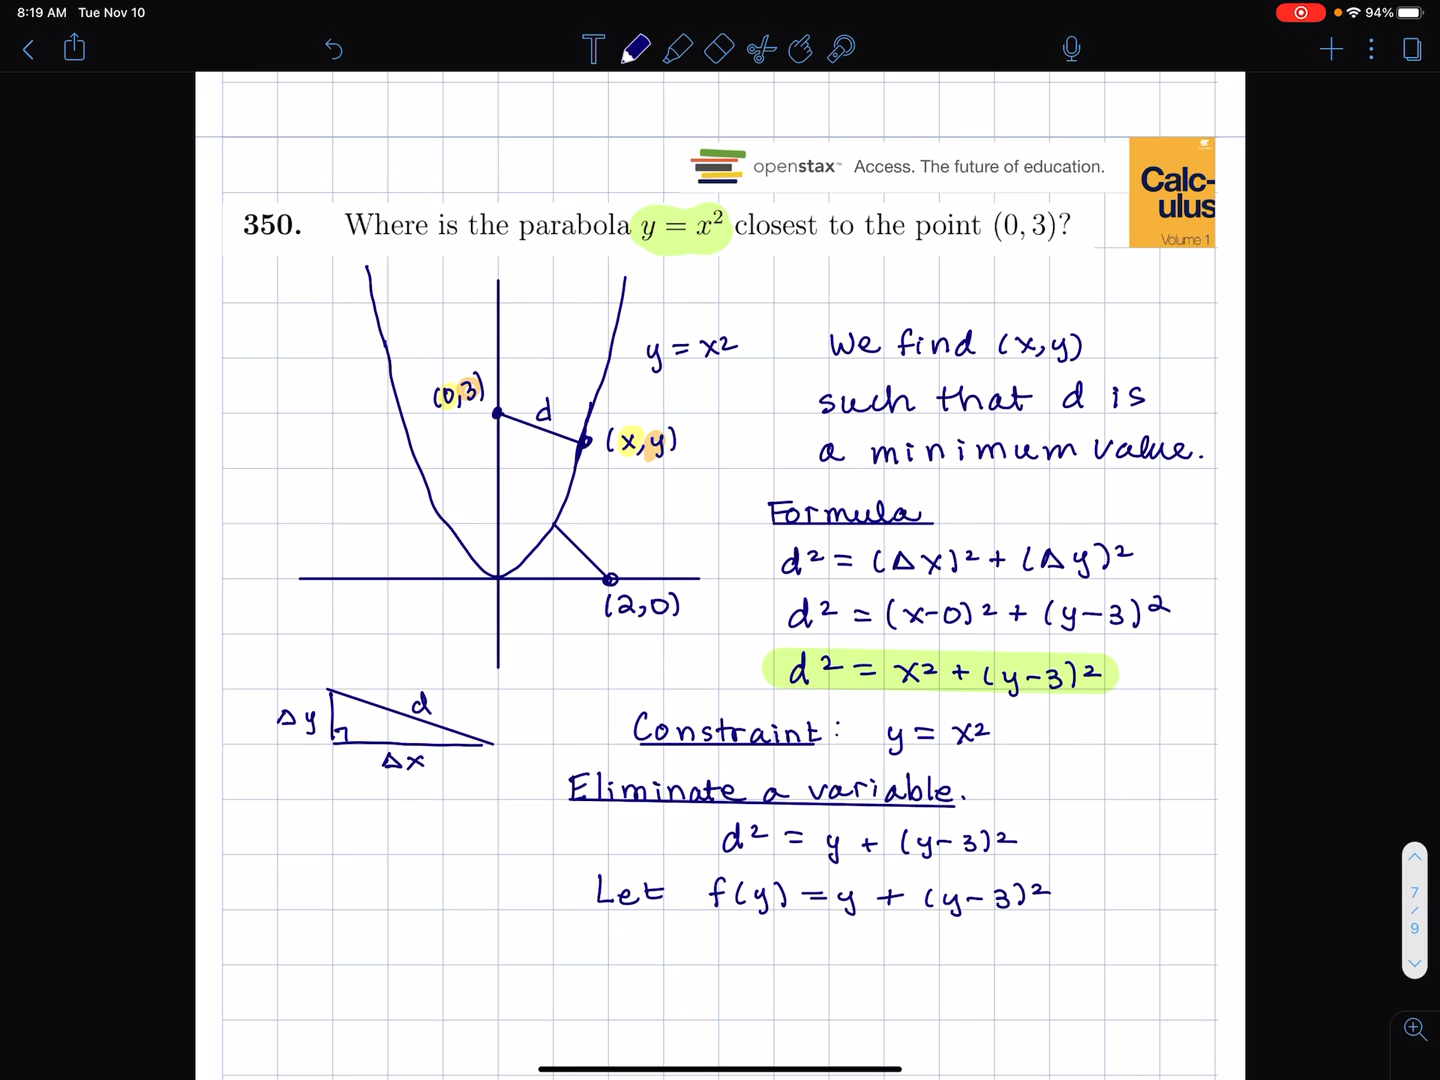 8:19 AM Tue Nov 10
94%
T
openstax™ Access. The future of education.
Calc-
ulus
Volume 1
350. Where is the parabola y = x² closest to the point (0, 3)?
y = x²
(0,3)
d
(x,y)
(2,0)
We find (x,y)
such that d is
a minimum value.
Formula
d² = (Δx)² + (Δy)²
d² = (x-0)² + (y-3)²
d² = x² + (y-3)²
Δy
d
Δx
Constraint: y = x²
Eliminate a variable.
d² = y + (y-3)²
Let f(y) = y + (y-3)²
7
/
9